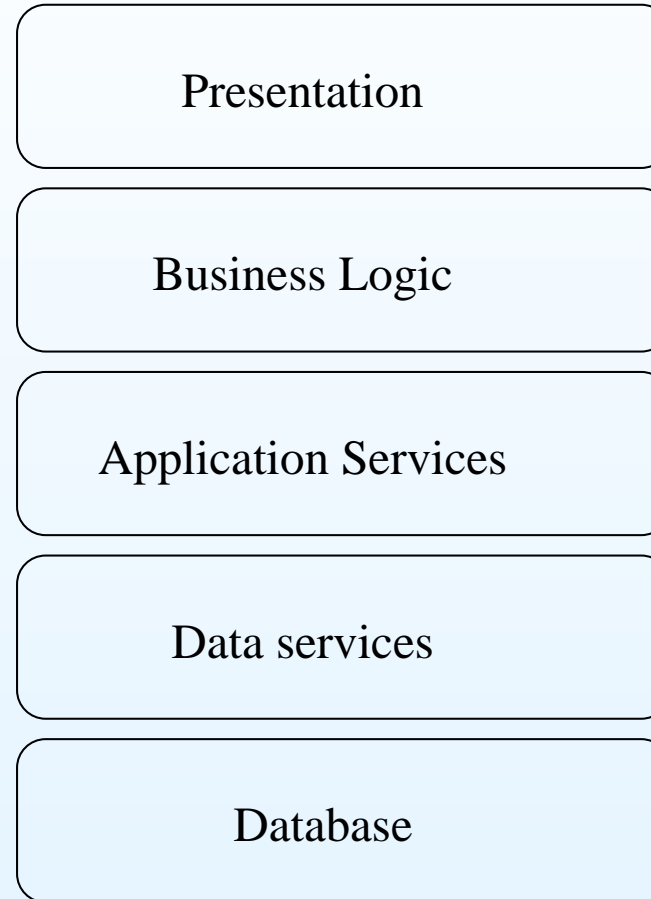 Presentation
Business Logic
Application Services
Data services
Database